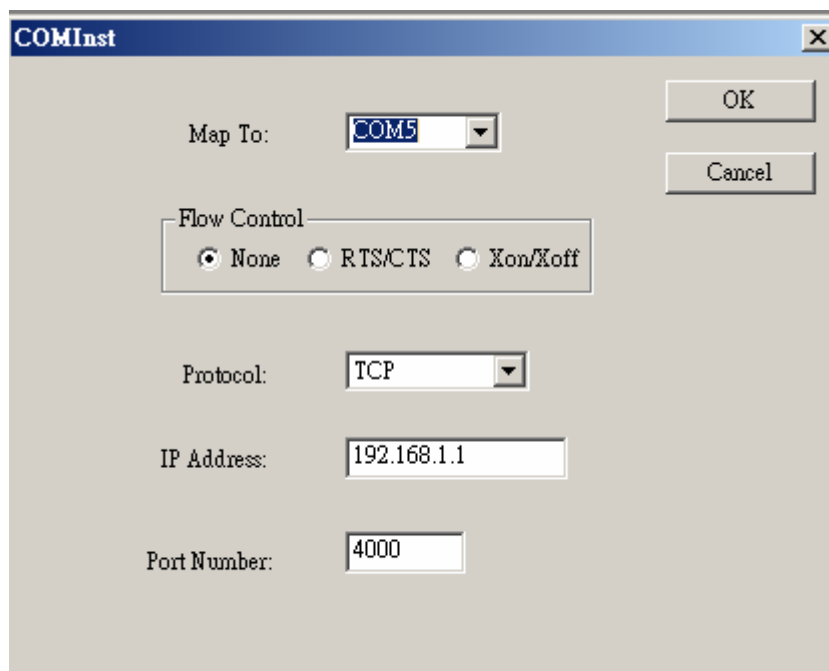 COMInst
OK
Map To: COM5
Cancel
Flow Control
None RTS/CTS Xon/Xoff
Protocol: TCP
IP Address: 192.168.1.1
Port Number: 4000